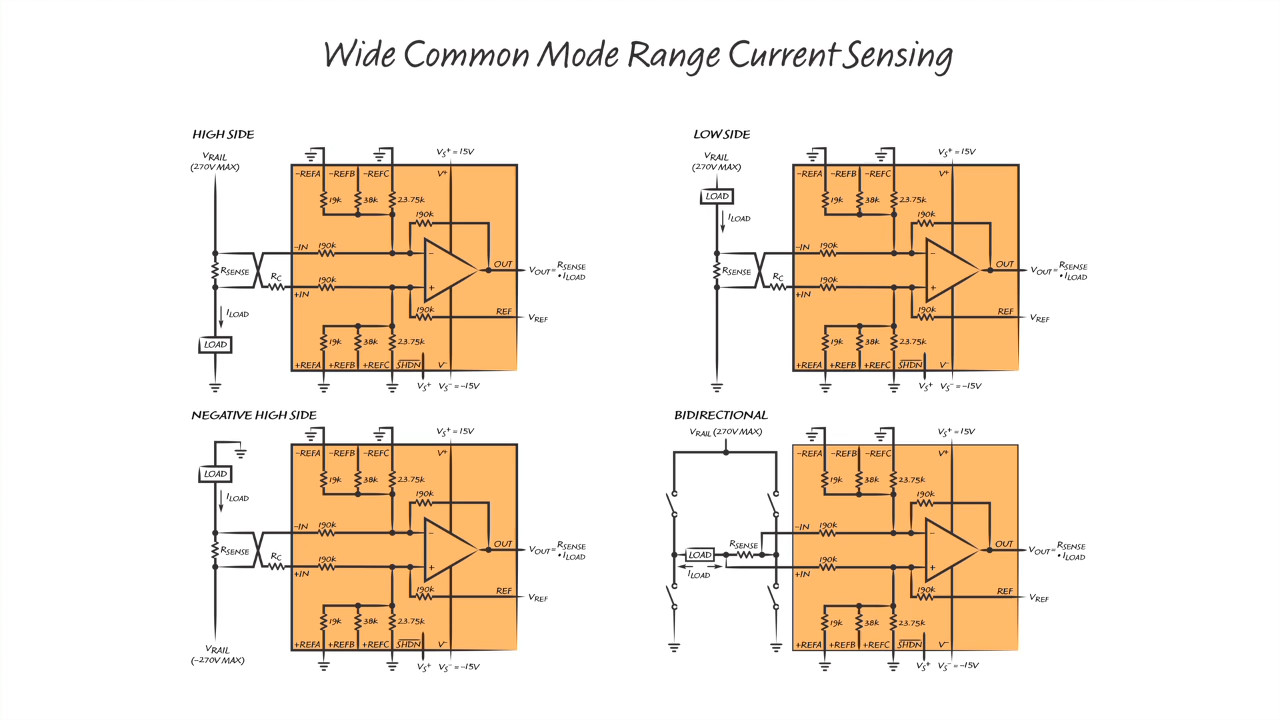 Wide Common Mode Range Current Sensing
HIGH SIDE
VRAIL
(270V MAX)
VS+ = 15V
–REFA –REFB –REFC V+
19k 38k 23.75k
190k
–IN 190k
RSENSE
RC
190k
+IN
–
+
OUT
VOUT = RSENSE
• ILOAD
ILOAD
190k
REF
VREF
LOAD
19k 38k 23.75k
+REFA +REFB +REFC SHDN V–
VS+ VS– = –15V
LOW SIDE
VRAIL
(270V MAX)
VS+ = 15V
–REFA –REFB –REFC V+
LOAD
19k 38k 23.75k
ILOAD
190k
–IN 190k
RSENSE
RC
190k
+IN
–
+
OUT
VOUT = RSENSE
• ILOAD
190k
REF
VREF
19k 38k 23.75k
+REFA +REFB +REFC SHDN V–
VS+ VS– = –15V
NEGATIVE HIGH SIDE
VS+ = 15V
–REFA –REFB –REFC V+
LOAD
19k 38k 23.75k
ILOAD
190k
–IN 190k
RSENSE
RC
190k
+IN
–
+
OUT
VOUT = RSENSE
• ILOAD
190k
REF
VREF
19k 38k 23.75k
+REFA +REFB +REFC SHDN V–
VRAIL
(–270V MAX)
VS+ VS– = –15V
BIDIRECTIONAL
VRAIL (270V MAX)
VS+ = 15V
–REFA –REFB –REFC V+
19k 38k 23.75k
190k
–IN 190k
RSENSE
LOAD
ILOAD
190k
+IN
–
+
OUT
VOUT = RSENSE
• ILOAD
190k
REF
VREF
19k 38k 23.75k
+REFA +REFB +REFC SHDN V–
VS+ VS– = –15V